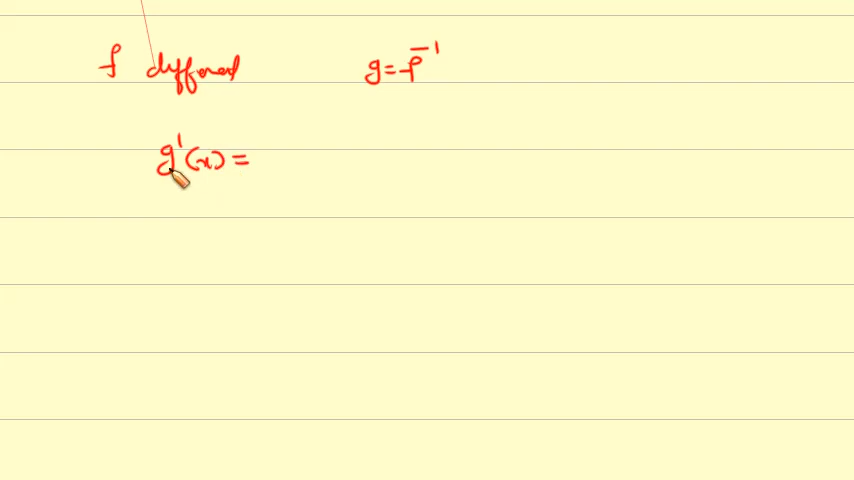 f differed g = f⁻¹
g'(x) =